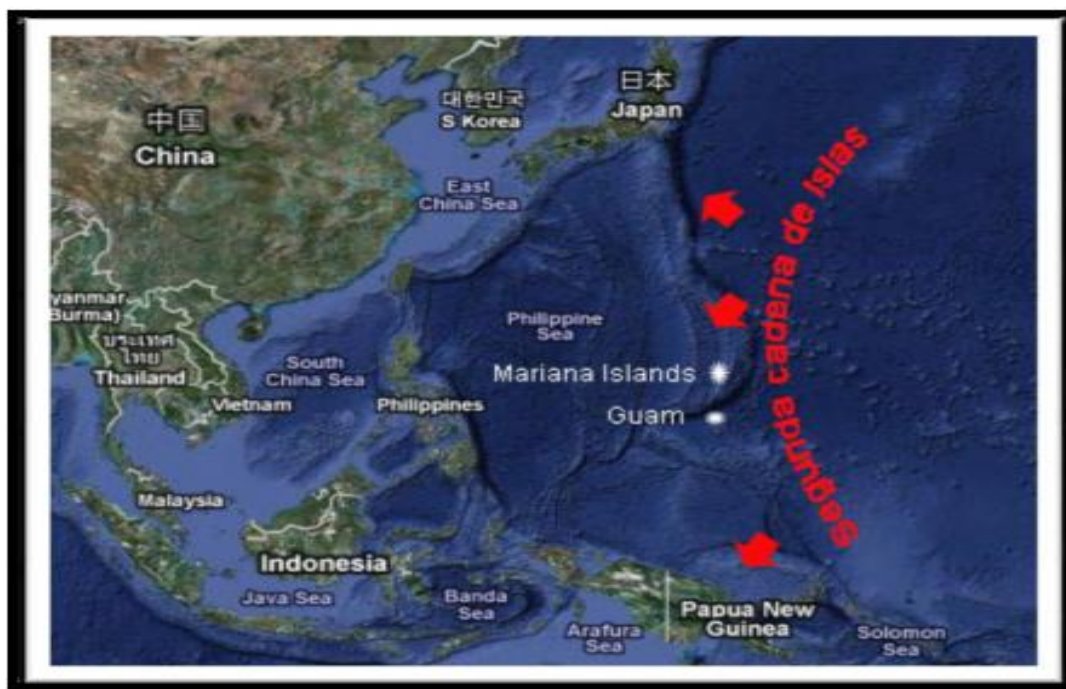 日本
Japan
대한민국
S Korea
中国
China
East
China Sea
Segunda cadena de islas
yanmar
Burma)
Philippine
Sea
ประเทศ
ไทย
Thailand
South
China Sea
Mariana Islands
Vietnam
Philippines
Guam
Malaysia
Indonesia
Java Sea
Banda
Sea
Papua New
Guinea
Arafura
Sea
Solomon
Sea